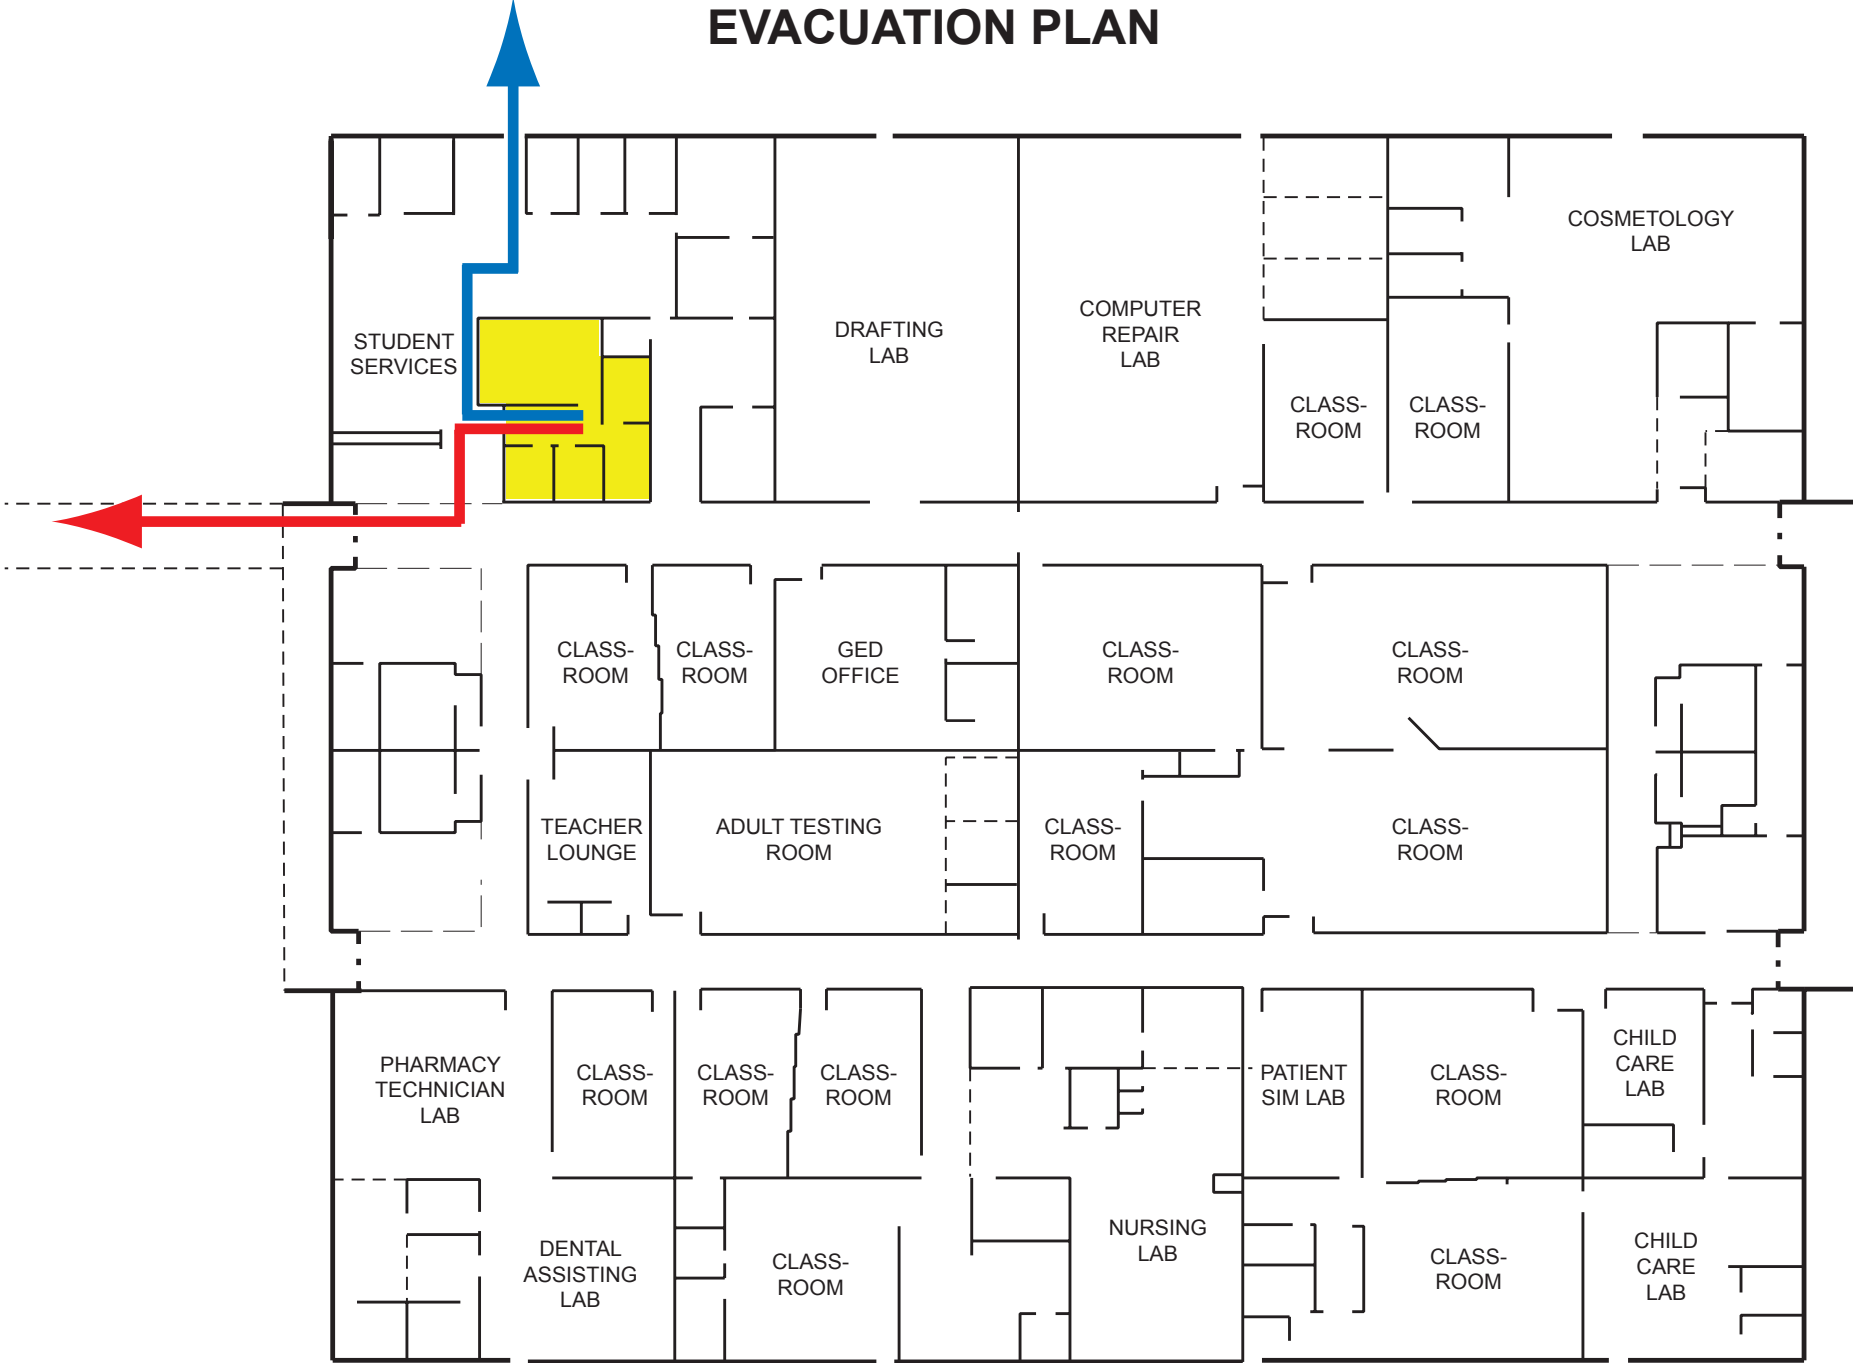 EVACUATION PLAN
COSMETOLOGY
LAB
STUDENT
SERVICES
DRAFTING
LAB
COMPUTER
REPAIR
LAB
CLASS-
ROOM
CLASS-
ROOM
CLASS-
ROOM
CLASS-
ROOM
GED
OFFICE
CLASS-
ROOM
CLASS-
ROOM
TEACHER
LOUNGE
ADULT TESTING
ROOM
CLASS-
ROOM
CLASS-
ROOM
PHARMACY
TECHNICIAN
LAB
CLASS-
ROOM
CLASS-
ROOM
CLASS-
ROOM
PATIENT
SIM LAB
CLASS-
ROOM
CHILD
CARE
LAB
DENTAL
ASSISTING
LAB
CLASS-
ROOM
NURSING
LAB
CLASS-
ROOM
CHILD
CARE
LAB